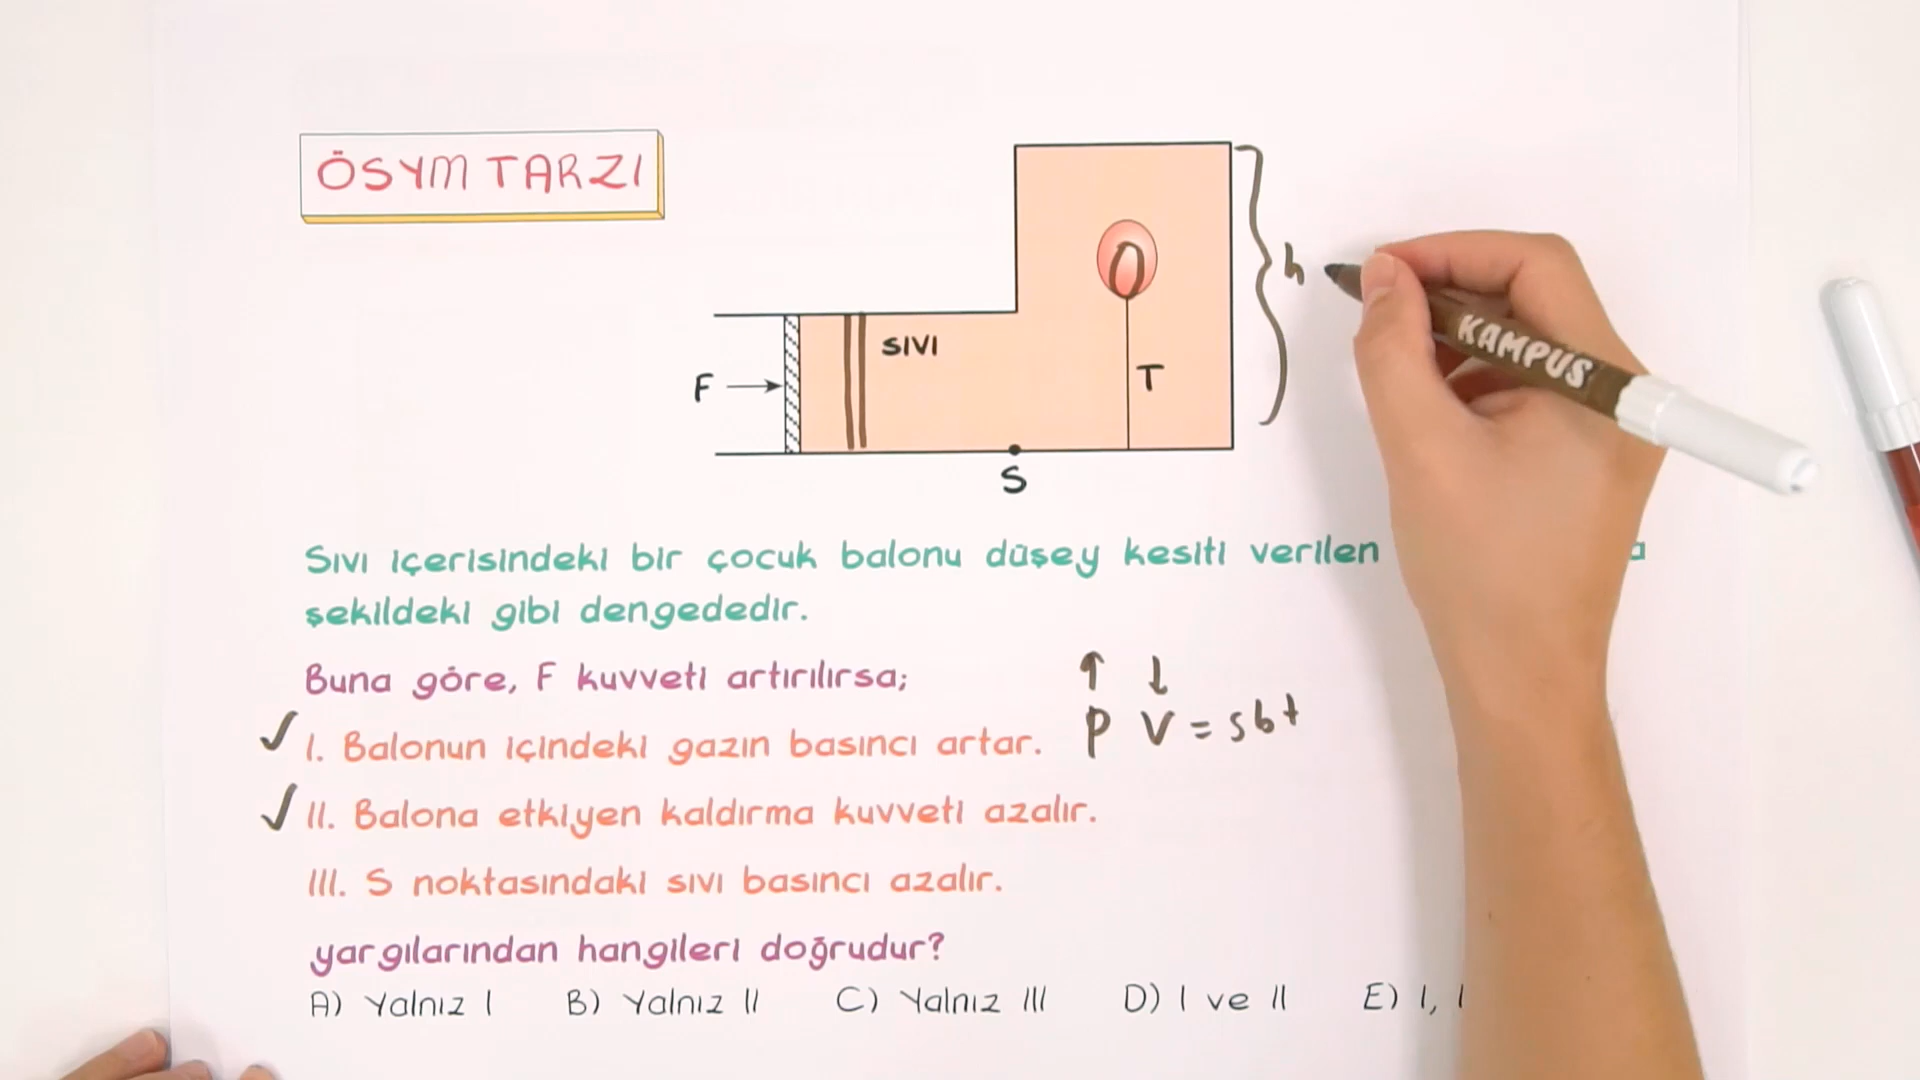 ÖSYM TARZI
h
SIVI
F
T
S
KAMPUS
Sıvı içerisindeki bir çocuk balonu düşey kesiti verilen
şekildeki gibi dengededir.
Buna göre, F kuvveti artırılırsa;
↑ ↓
✓ I. Balonun içindeki gazın basıncı artar. P V = sbt
✓ II. Balona etkiyen kaldırma kuvveti azalır.
III. S noktasındaki sıvı basıncı azalır.
yargılarından hangileri doğrudur?
A) Yalnız I B) Yalnız II C) Yalnız III D) I ve II E) I,